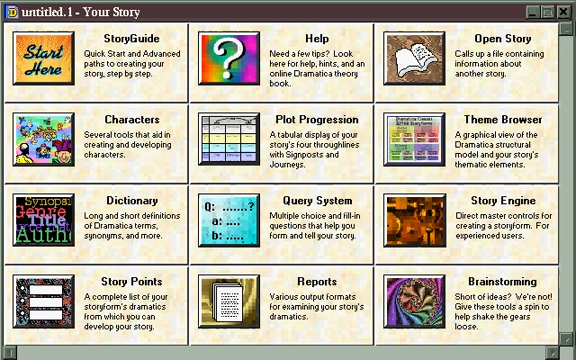 untitled.1 - Your Story
Start
Here
StoryGuide
Quick Start and Advanced
paths to creating your
story, step by step.
?
Help
Need a few tips? Look
here for help, hints, and an
online Dramatica theory
book.
Open Story
Calls up a file containing
information about
another story.
Characters
Several tools that aid in
creating and developing
characters.
Plot Progression
A tabular display of your
story's four throughlines
with Signposts and
Journeys.
Theme Browser
A graphical view of the
Dramatica structural
model and your story's
thematic elements.
Synopsis
Genre
Title
Autho
Dictionary
Long and short definitions
of Dramatica terms,
synonyms, and more.
Q: .......?
a: ....
b: ....
Query System
Multiple choice and fill-in
questions that help you
form and tell your story.
Story Engine
Direct master controls for
creating a storyform. For
experienced users.
Story Points
A complete list of your
storyform's dramatics
from which you can
develop your story.
Reports
Various output formats
for examining your story's
dramatics.
Brainstorming
Short of ideas? We're not!
Give these tools a spin to
help shake the gears
loose.